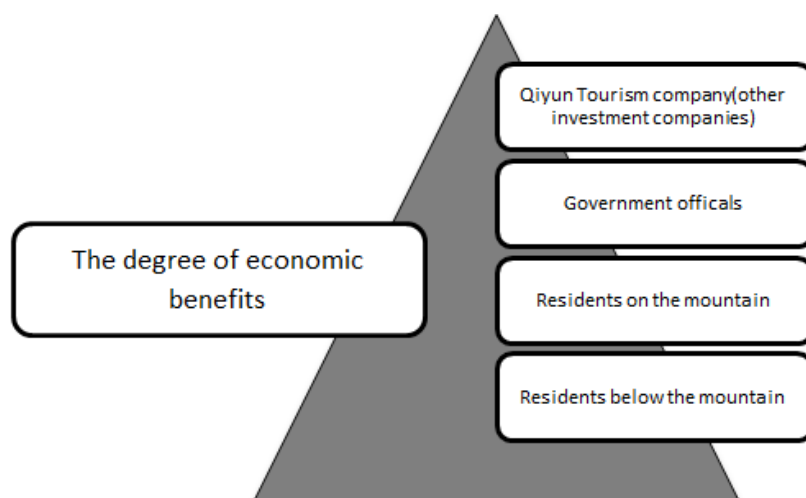 Qiyun Tourism company(other
investment companies)
Government officals
The degree of economic
benefits
Residents on the mountain
Residents below the mountain